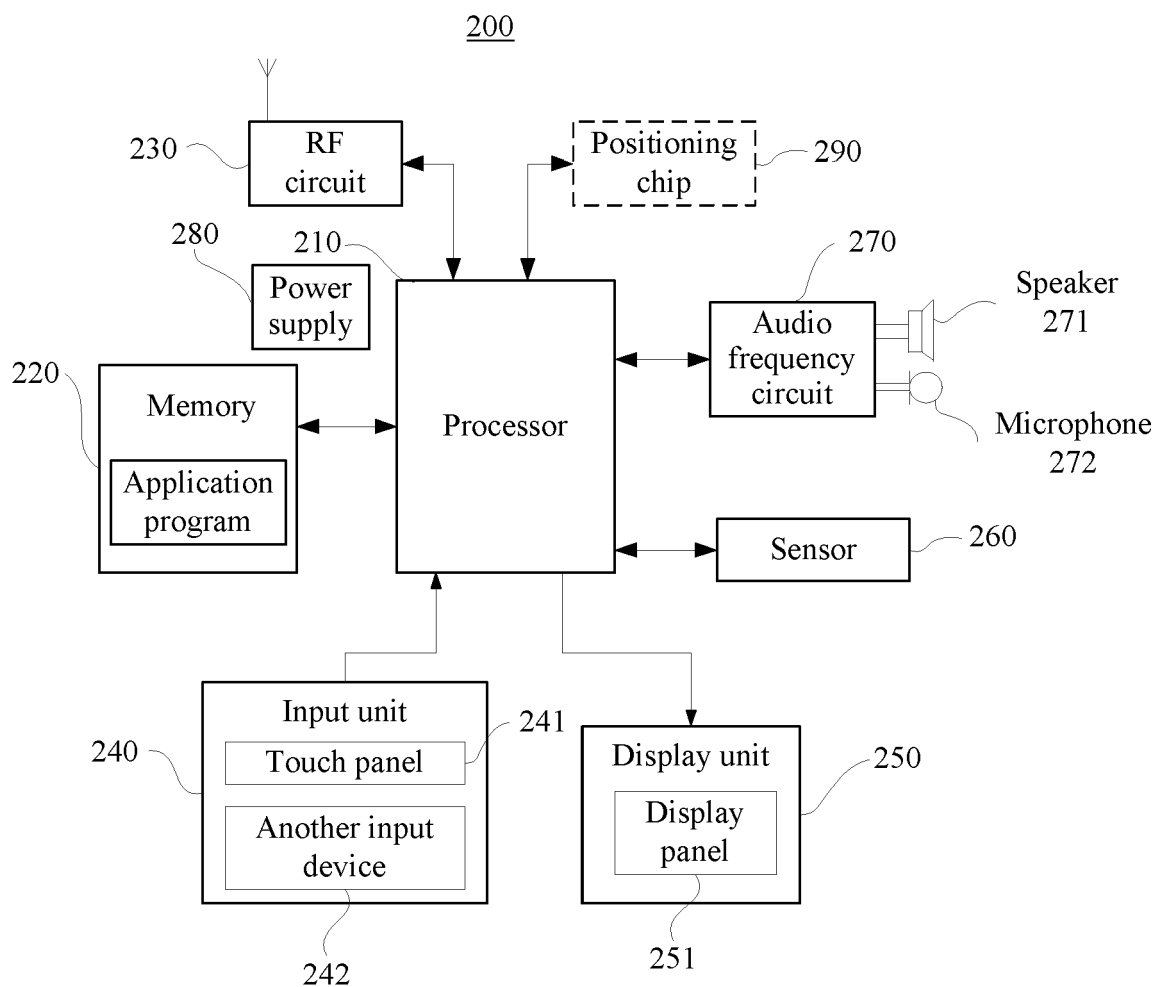 200
RF
circuit
230
Positioning
chip
290
280
210
270
Power
supply
Speaker
271
Audio
frequency
circuit
220
Memory
Processor
Microphone
272
Application
program
Sensor
260
Input unit
241
240
Touch panel
Display unit
250
Another input
device
Display
panel
242
251